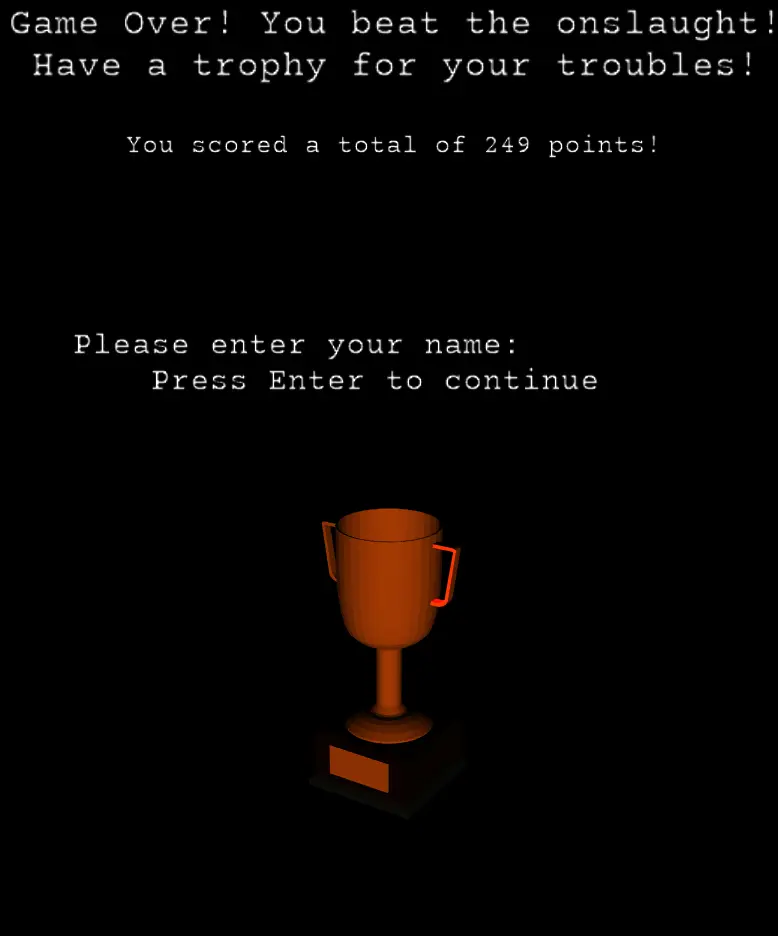 Game Over! You beat the onslaught!
Have a trophy for your troubles!
You scored a total of 249 points!
Please enter your name:
Press Enter to continue